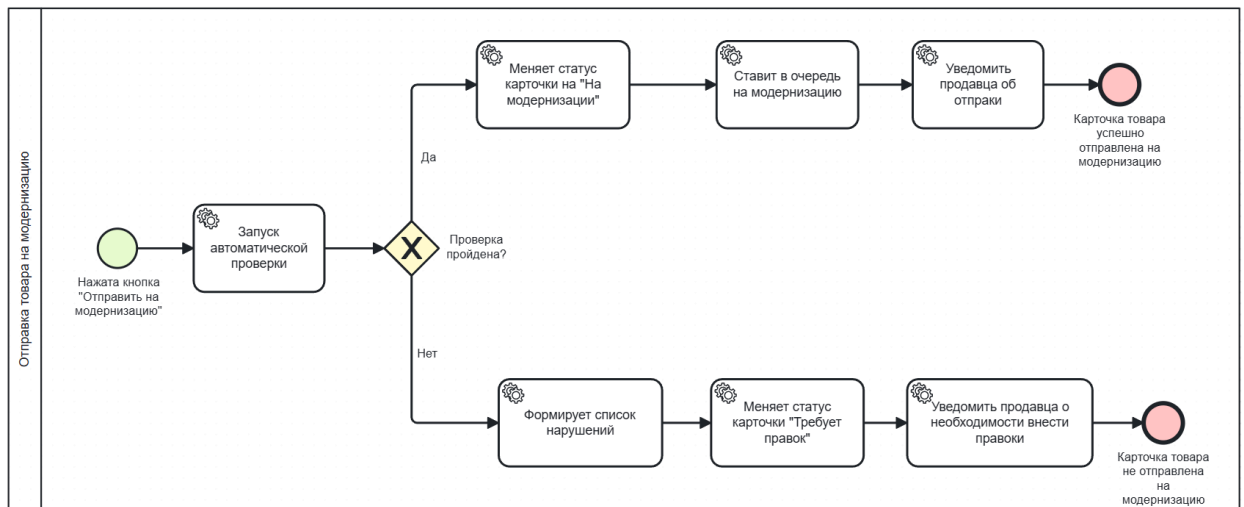 Отправка товара на модернизацию
Нажата кнопка
"Отправить на
модернизацию"
Запуск
автоматической
проверки
Проверка
пройдена?
Да
Меняет статус
карточки на "На
модернизации"
Ставит в очередь
на модернизацию
Уведомить
продавца об
отпраки
Карточка товара
успешно
отправлена на
модернизацию
Нет
Формирует список
нарушений
Меняет статус
карточки "Требует
правок"
Уведомить продавца о
необходимости внести
правоки
Карточка товара
не отправлена
на
модернизацию